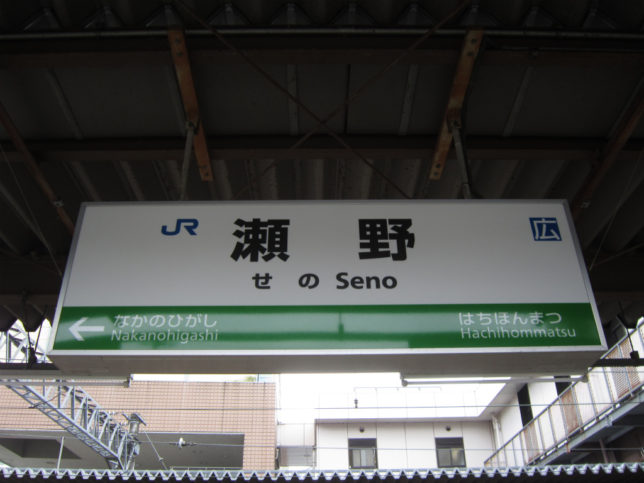 JR 瀬野 広
せの Seno
← なかのひがし はちほんまつ
Nakanohigashi Hachihommatsu